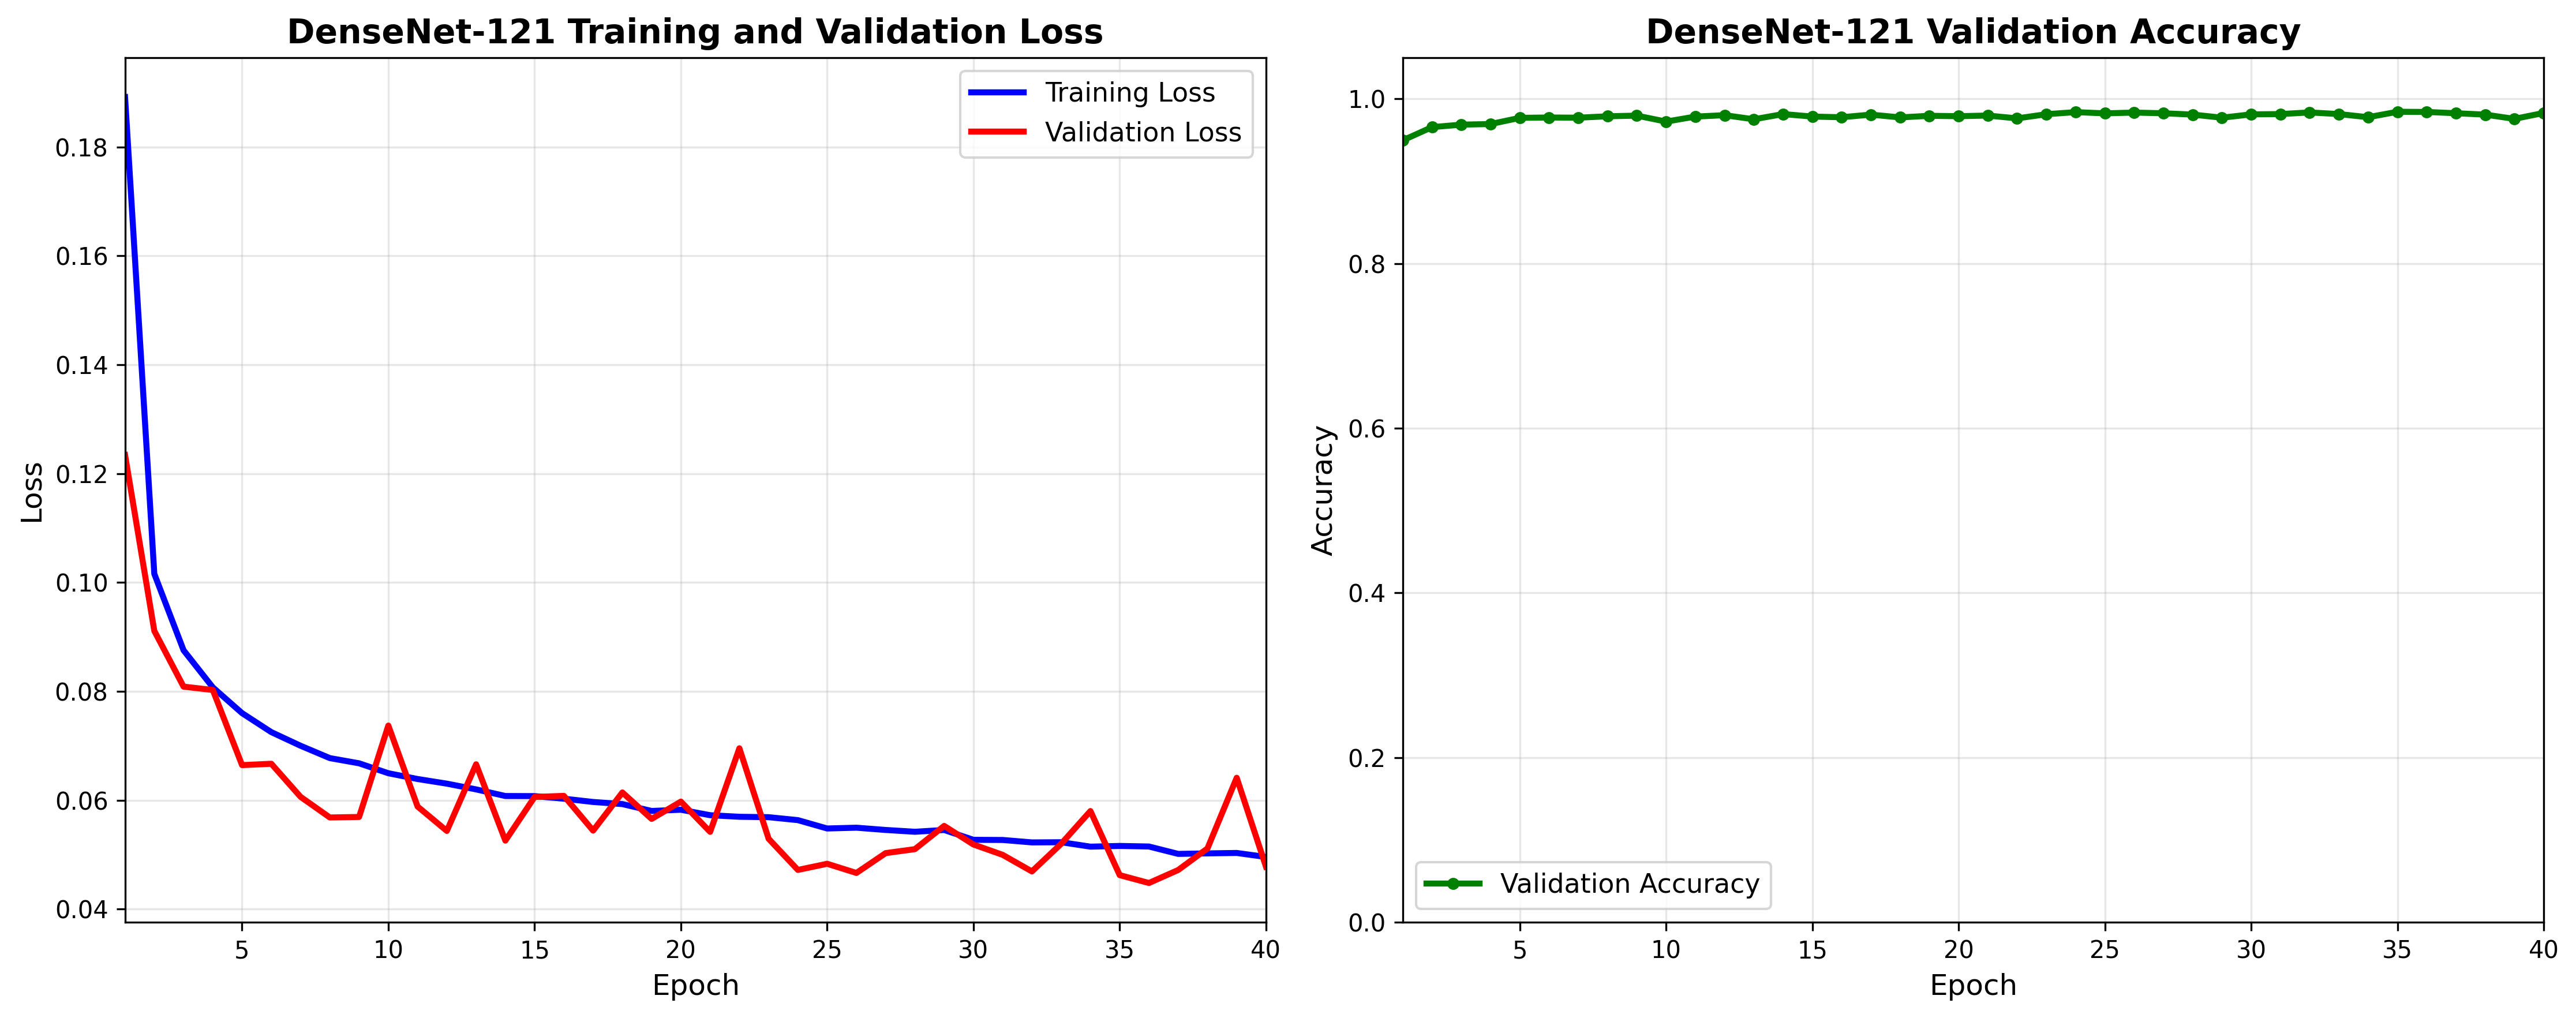 DenseNet-121 Training and Validation Loss
Training Loss
Validation Loss
0.18
0.16
0.14
0.12
0.10
0.08
0.06
0.04
Loss
5 10 15 20 25 30 35 40
Epoch
DenseNet-121 Validation Accuracy
1.0
0.8
0.6
0.4
0.2
0.0
Accuracy
Validation Accuracy
5 10 15 20 25 30 35 40
Epoch